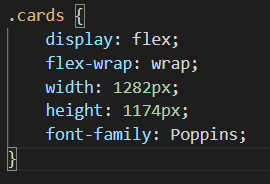 .cards {
display: flex;
flex-wrap: wrap;
width: 1282px;
height: 1174px;
font-family: Poppins;
}